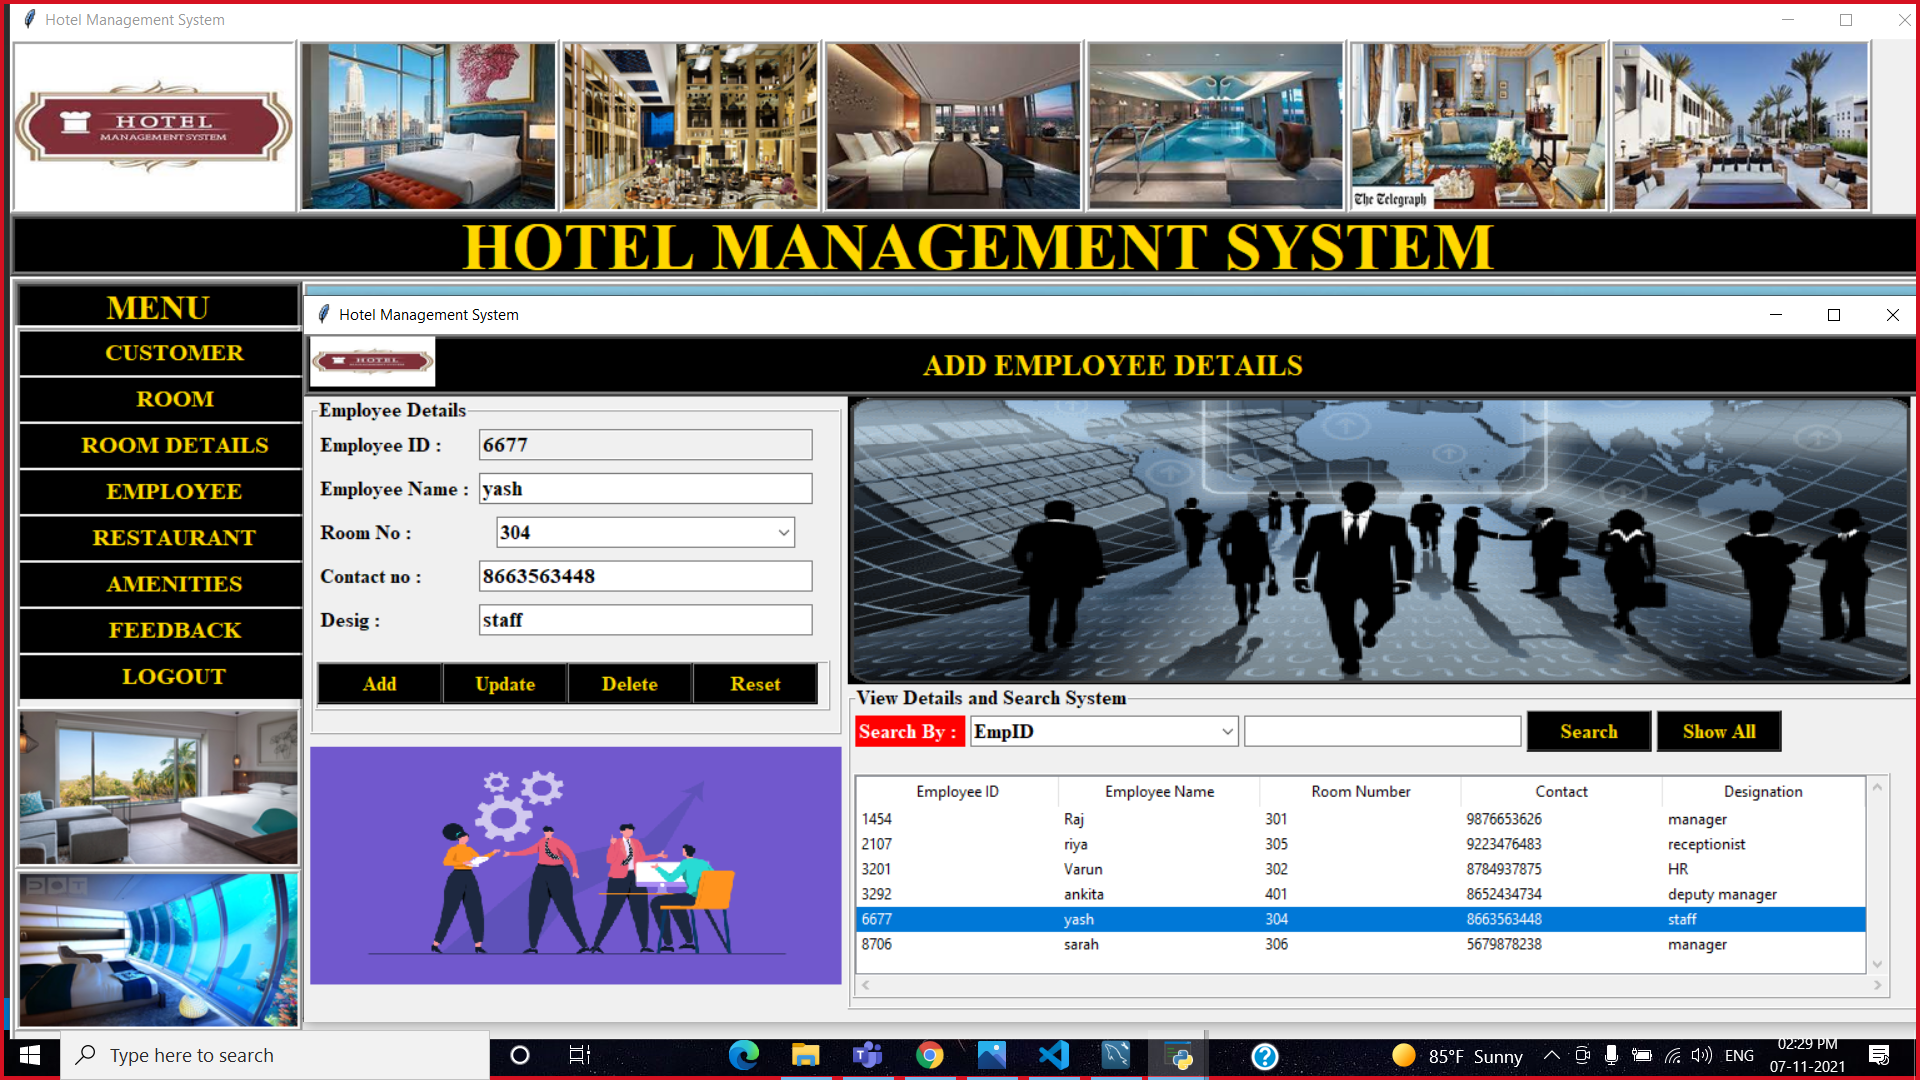 Hotel Management System
HOTEL
MANAGEMENT SYSTEM
The Telegraph
HOTEL MANAGEMENT SYSTEM
MENU
CUSTOMER
ROOM
ROOM DETAILS
EMPLOYEE
RESTAURANT
AMENITIES
FEEDBACK
LOGOUT
DOT
Hotel Management System
HOTEL
ADD EMPLOYEE DETAILS
Employee Details
Employee ID : 6677
Employee Name : yash
Room No : 304
Contact no : 8663563448
Desig : staff
Add Update Delete Reset
View Details and Search System
Search By : EmpID Search Show All
Employee ID Employee Name Room Number Contact Designation
1454 Raj 301 9876653626 manager
2107 riya 305 9223476483 receptionist
3201 Varun 302 8784937875 HR
3292 ankita 401 8652434734 deputy manager
6677 yash 304 8663563448 staff
8706 sarah 306 5679878238 manager
Type here to search
85°F Sunny
ENG
02:29 PM
07-11-2021